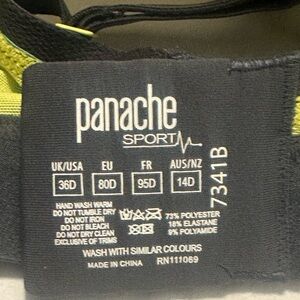 panache
SPORT
UK/USA EU FR AUS/NZ
36D 80D 95D 14D
7341B
HAND WASH WARM
DO NOT TUMBLE DRY
DO NOT IRON
DO NOT BLEACH
DO NOT DRY CLEAN
EXCLUSIVE OF TRIMS
73% POLYESTER
18% ELASTANE
9% POLYAMIDE
WASH WITH SIMILAR COLOURS
MADE IN CHINA RN111069